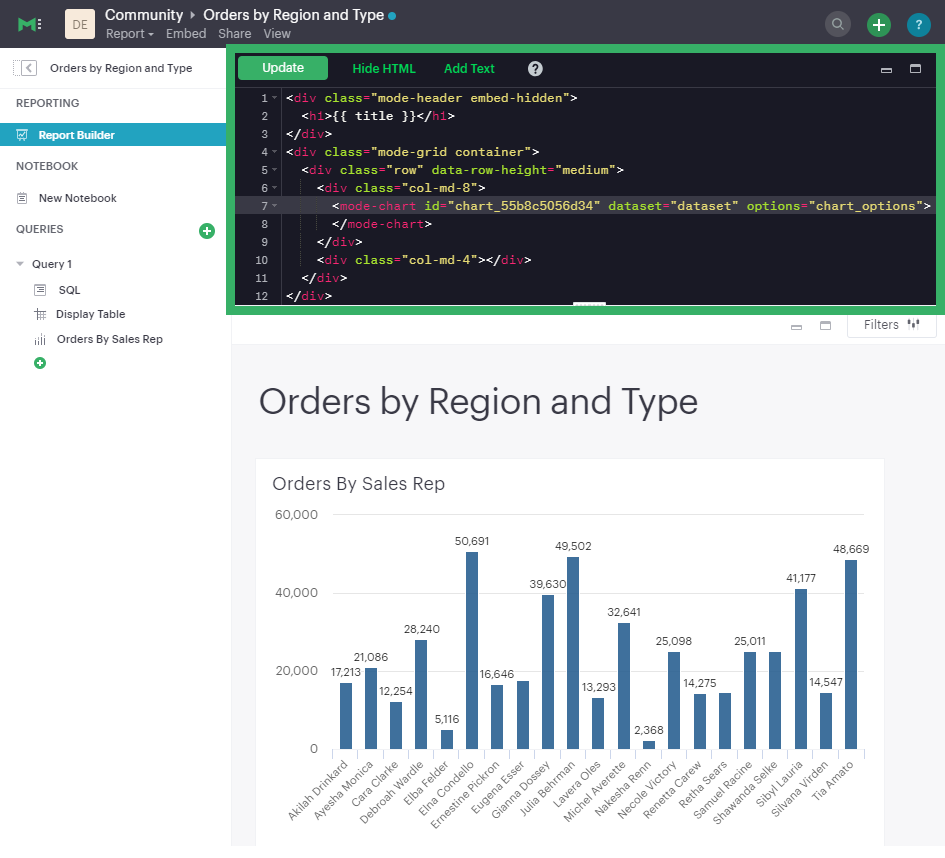 DE
Community › Orders by Region and Type
Report Embed Share View
+ ?
Orders by Region and Type
REPORTING
Report Builder
NOTEBOOK
New Notebook
QUERIES
Query 1
SQL
Display Table
Orders By Sales Rep
Update Hide HTML Add Text ?
1 <div class="mode-header embed-hidden">
2 <h1>{{ title }}</h1>
3 </div>
4 <div class="mode-grid container">
5 <div class="row" data-row-height="medium">
6 <div class="col-md-8">
7 <mode-chart id="chart_55b8c5056d34" dataset="dataset" options="chart_options">
8 </mode-chart>
9 </div>
10 <div class="col-md-4"></div>
11 </div>
12 </div>
Filters
Orders by Region and Type
Orders By Sales Rep
60,000
40,000
20,000
0
17,213
21,086
12,254
28,240
5,116
50,691
16,646
39,630
49,502
13,293
32,641
2,368
25,098
14,275
25,011
41,177
14,547
48,669
Akilah Drinkard
Ayesha Monica
Cara Clarke
Debroah Wardle
Elba Felder
Elna Condello
Ernestine Pickron
Eugena Esser
Gianna Dossey
Julia Behrman
Lavera Oles
Michel Averette
Nakesha Renn
Necole Victory
Renetta Carew
Retha Sears
Samuel Racine
Shawanda Selke
Sibyl Lauria
Silvana Virden
Tia Amato